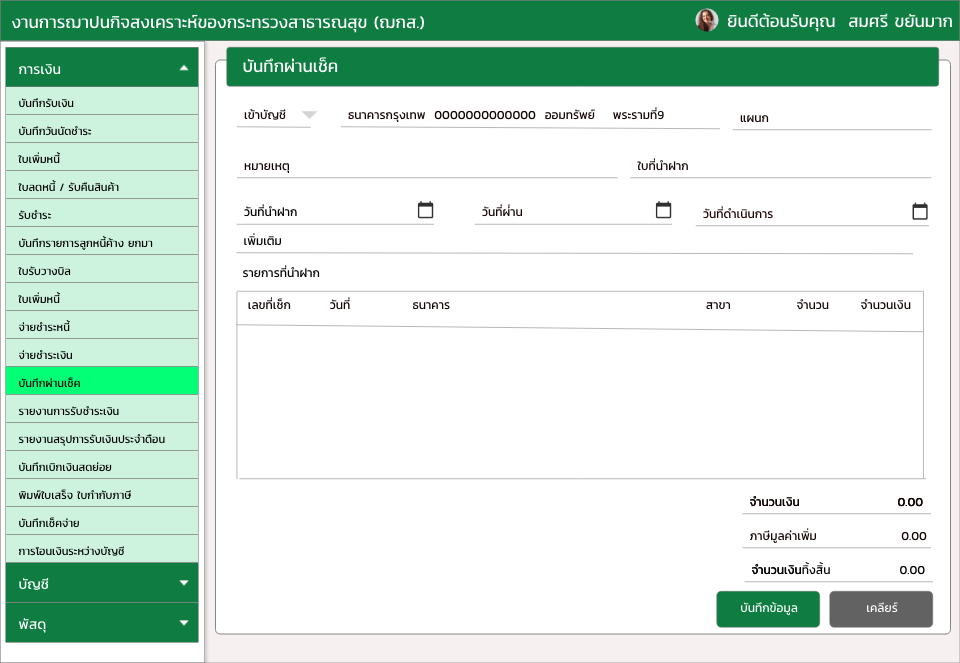 งานการฌาปนกิจสงเคราะห์ของกระทรวงสาธารณสุข (ฌกส.)
ยินดีต้อนรับคุณ สมศรี ขยันมาก
การเงิน
บันทึกรับเงิน
บันทึกวันนัดชำระ
ใบเพิ่มหนี้
ใบลดหนี้ / รับคืนสินค้า
รับชำระ
บันทึกรายการลูกหนี้ค้าง ยกมา
ใบรับวางบิล
ใบเพิ่มหนี้
จ่ายชำระหนี้
จ่ายชำระเงิน
บันทึกผ่านเช็ค
รายงานการรับชำระเงิน
รายงานสรุปการรับเงินประจำดือน
บันทึกเบิกเงินสดย่อย
พิมพ์ใบเสร็จ ใบกำกับภาษี
บันทึกเช็คจ่าย
การโอนเงินระหว่างบัญชี
บัญชี
พัสดุ
บันทึกผ่านเช็ค
เข้าบัญชี ธนาคารกรุงเทพ 0000000000000 ออมทรัพย์ พระรามที่9 แผนก
หมายเหตุ ใบที่นำฝาก
วันที่นำฝาก วันที่ผ่าน วันที่ดำเนินการ
เพิ่มเติม
รายการที่นำฝาก
เลขที่เช็ก วันที่ ธนาคาร สาขา จำนวน จำนวนเงิน
จำนวนเงิน 0.00
ภาษีมูลค่าเพิ่ม 0.00
จำนวนเงินทั้งสิ้น 0.00
บันทึกข้อมูล เคลียร์